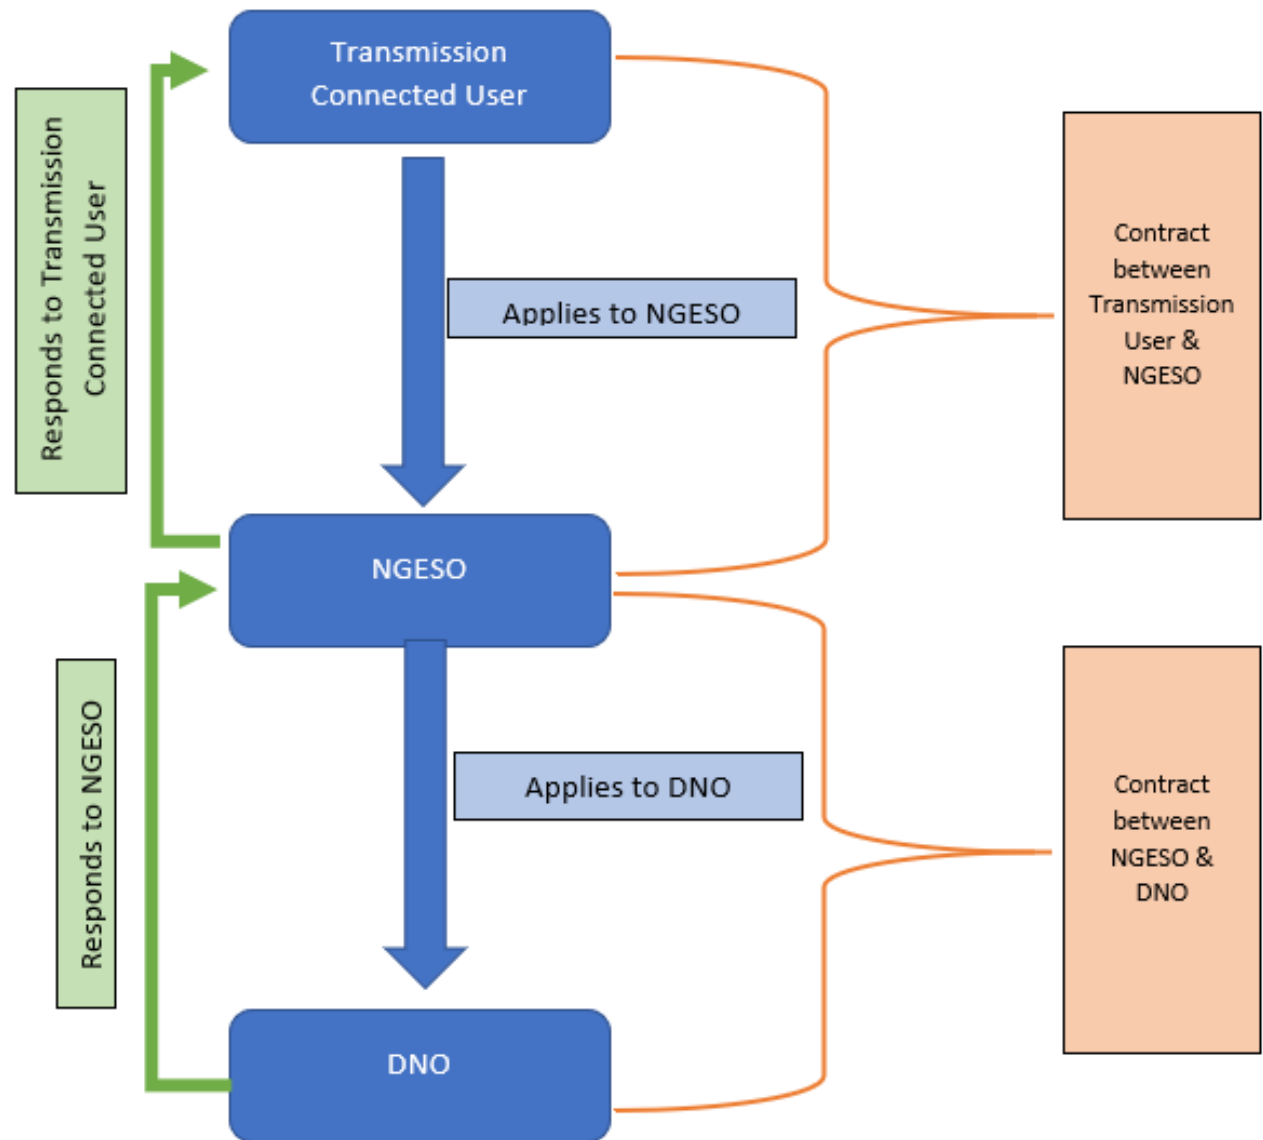 Transmission
Connected User
Responds to Transmission
Connected User
Applies to NGESO
Contract
between
Transmission
User &
NGESO
NGESO
Responds to NGESO
Applies to DNO
Contract
between
NGESO &
DNO
DNO